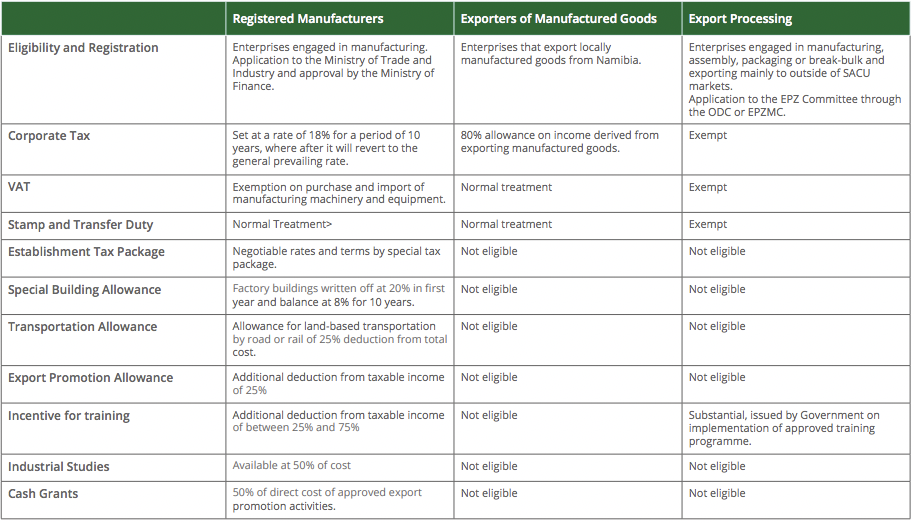 Registered Manufacturers
Exporters of Manufactured Goods
Export Processing
Eligibility and Registration
Enterprises engaged in manufacturing.
Application to the Ministry of Trade and
Industry and approval by the Ministry of
Finance.
Enterprises that export locally
manufactured goods from Namibia.
Enterprises engaged in manufacturing,
assembly, packaging or break-bulk and
exporting mainly to outside of SACU
markets.
Application to the EPZ Committee through
the ODC or EPZMC.
Corporate Tax
Set at a rate of 18% for a period of 10
years, where after it will revert to the
general prevailing rate.
80% allowance on income derived from
exporting manufactured goods.
Exempt
VAT
Exemption on purchase and import of
manufacturing machinery and equipment.
Normal treatment
Exempt
Stamp and Transfer Duty
Normal Treatment>
Normal treatment
Exempt
Establishment Tax Package
Negotiable rates and terms by special tax
package.
Not eligible
Not eligible
Special Building Allowance
Factory buildings written off at 20% in first
year and balance at 8% for 10 years.
Not eligible
Not eligible
Transportation Allowance
Allowance for land-based transportation
by road or rail of 25% deduction from total
cost.
Not eligible
Not eligible
Export Promotion Allowance
Additional deduction from taxable income
of 25%
Not eligible
Not eligible
Incentive for training
Additional deduction from taxable income
of between 25% and 75%
Not eligible
Substantial, issued by Government on
implementation of approved training
programme.
Industrial Studies
Available at 50% of cost
Not eligible
Not eligible
Cash Grants
50% of direct cost of approved export
promotion activities.
Not eligible
Not eligible